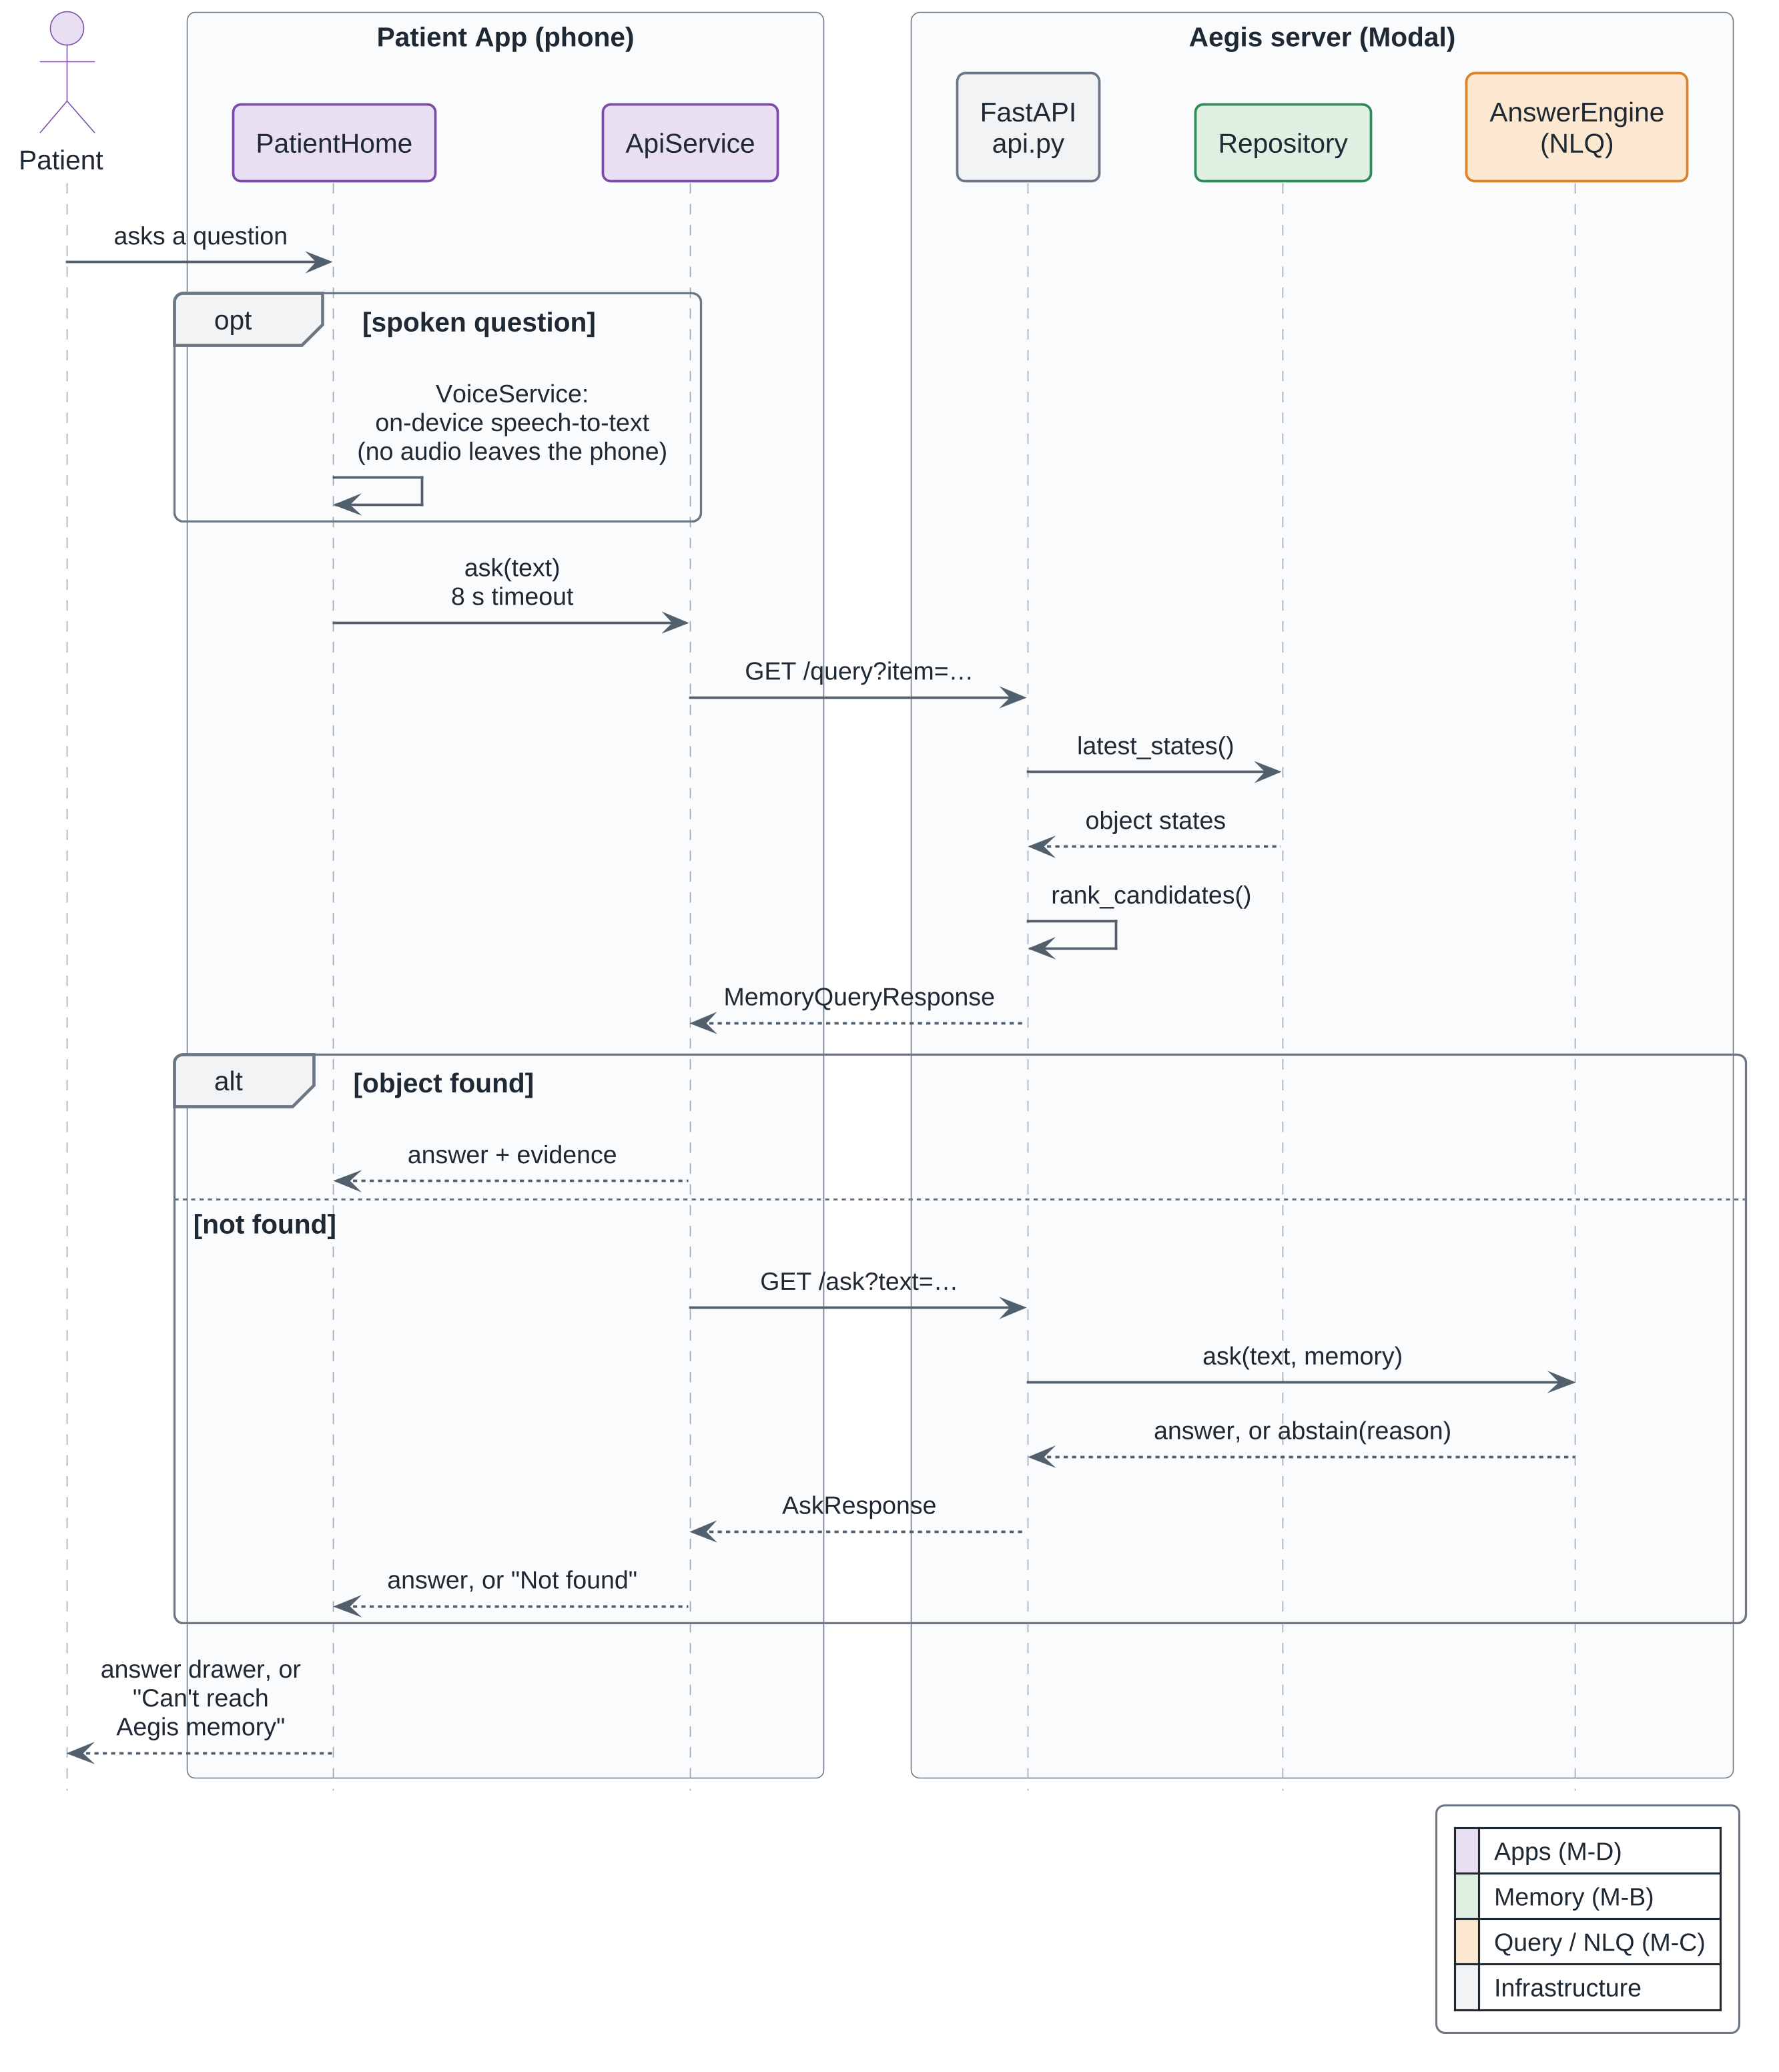 Patient App (phone)
Aegis server (Modal)
Patient
PatientHome
ApiService
FastAPI
api.py
Repository
AnswerEngine
(NLQ)
asks a question
opt
[spoken question]
VoiceService:
on-device speech-to-text
(no audio leaves the phone)
ask(text)
8 s timeout
GET /query?item=…
latest_states()
object states
rank_candidates()
MemoryQueryResponse
alt
[object found]
answer + evidence
[not found]
GET /ask?text=…
ask(text, memory)
answer, or abstain(reason)
AskResponse
answer, or "Not found"
answer drawer, or
"Can't reach
Aegis memory"
Apps (M-D)
Memory (M-B)
Query / NLQ (M-C)
Infrastructure